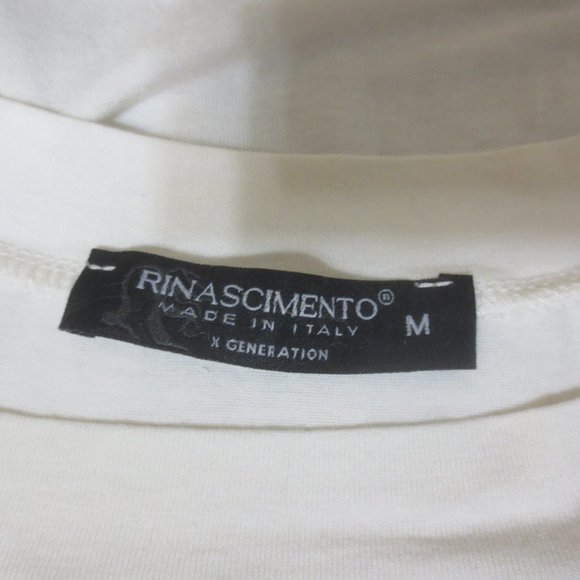 RINASCIMENTO®
MADE IN ITALY
X GENERATION
M